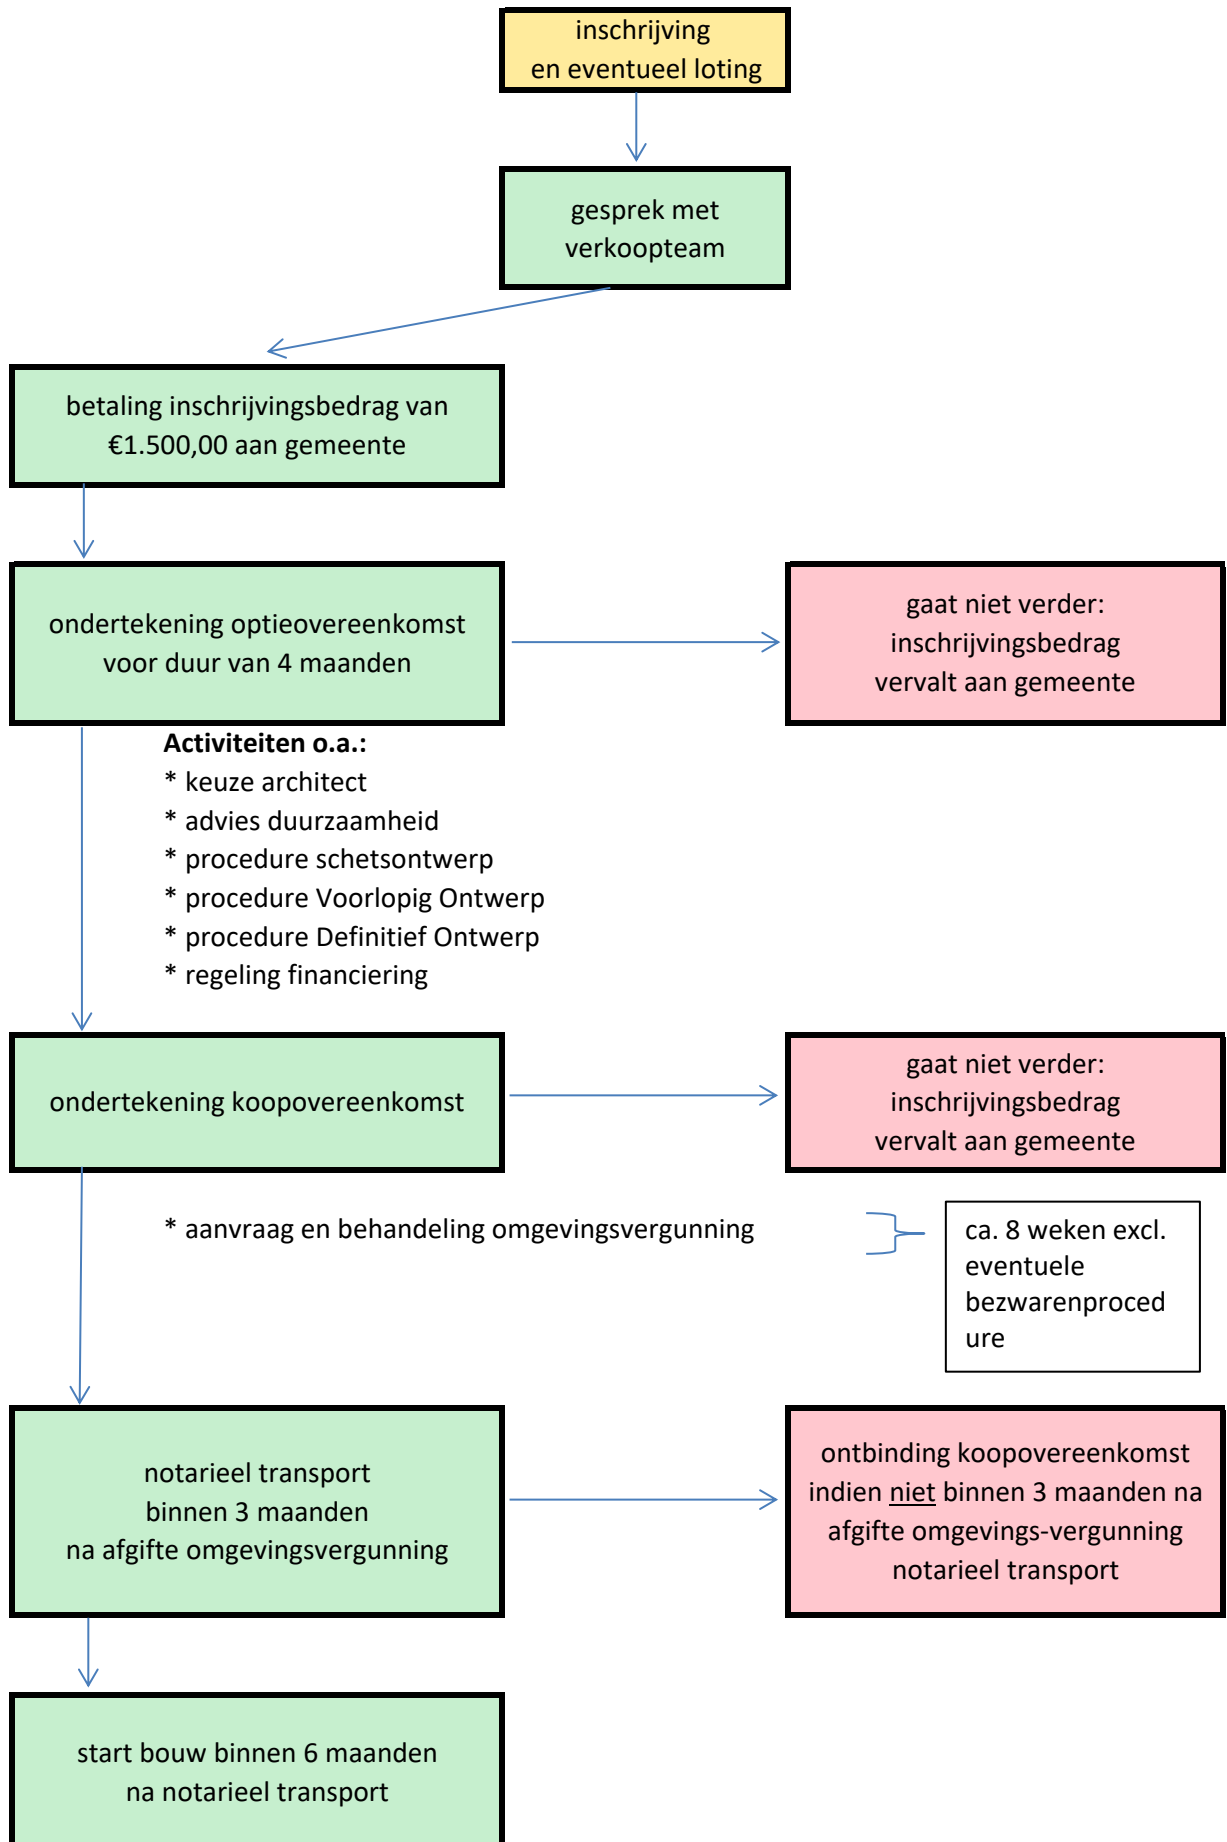 inschrijving
en eventueel loting
gesprek met
verkoopteam
betaling inschrijvingsbedrag van
€1.500,00 aan gemeente
ondertekening optieovereenkomst
voor duur van 4 maanden
gaat niet verder:
inschrijvingsbedrag
vervalt aan gemeente
Activiteiten o.a.:
* keuze architect
* advies duurzaamheid
* procedure schetsontwerp
* procedure Voorlopig Ontwerp
* procedure Definitief Ontwerp
* regeling financiering
ondertekening koopovereenkomst
gaat niet verder:
inschrijvingsbedrag
vervalt aan gemeente
* aanvraag en behandeling omgevingsvergunning
ca. 8 weken excl.
eventuele
bezwarenproced
ure
notarieel transport
binnen 3 maanden
na afgifte omgevingsvergunning
ontbinding koopovereenkomst
indien niet binnen 3 maanden na
afgifte omgevings-vergunning
notarieel transport
start bouw binnen 6 maanden
na notarieel transport